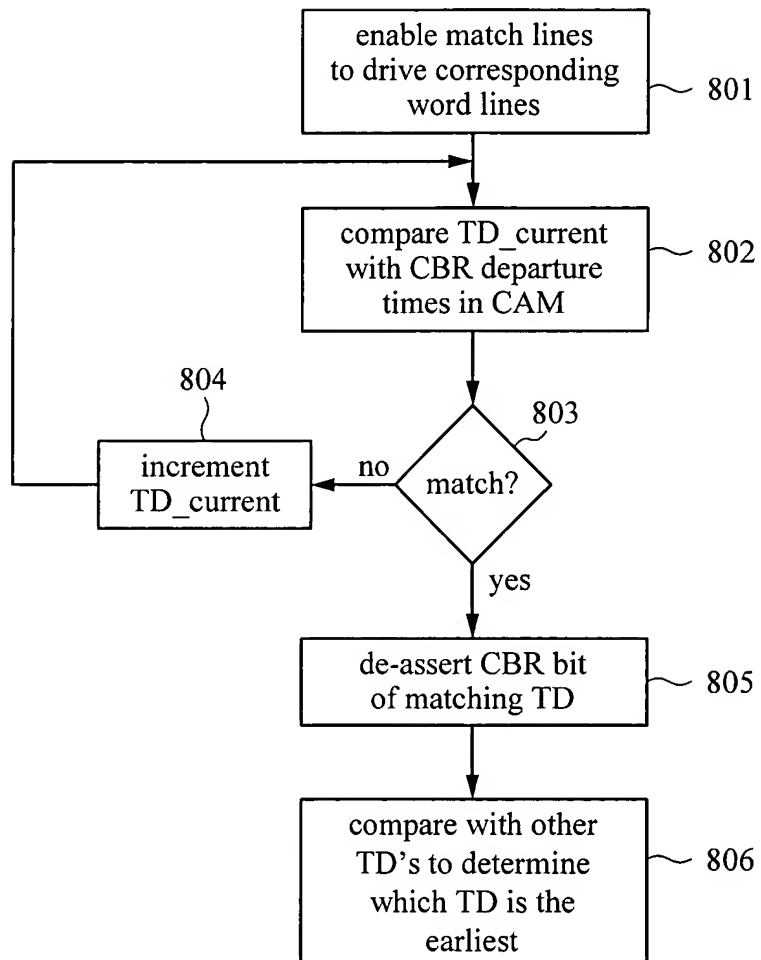 enable match lines
to drive corresponding
word lines
801
compare TD_current
with CBR departure
times in CAM
802
804
803
increment
TD_current
no
match?
yes
de-assert CBR bit
of matching TD
805
compare with other
TD's to determine
which TD is the
earliest
806